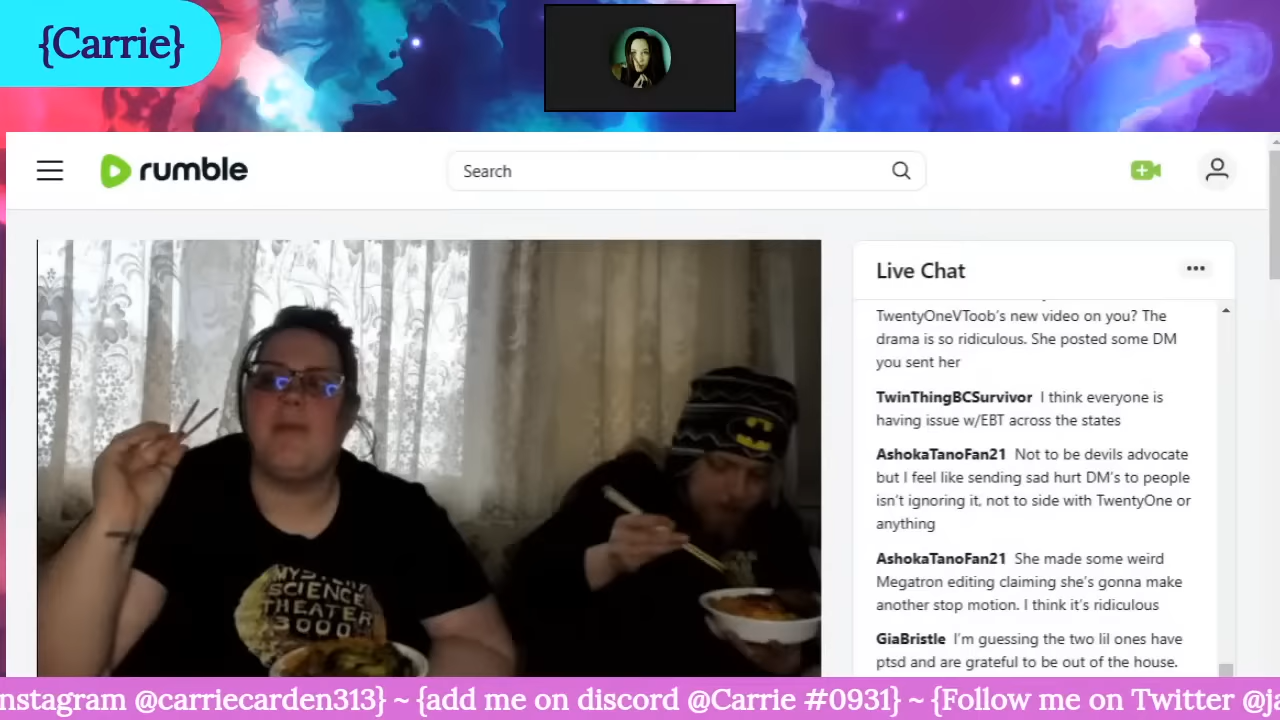 {Carrie}
rumble
Search
Live Chat
TwentyOneVToob's new video on you? The
drama is so ridiculous. She posted some DM
you sent her
TwinThingBCSurvivor I think everyone is
having issue w/EBT across the states
AshokaTanoFan21 Not to be devils advocate
but I feel like sending sad hurt DM's to people
isn't ignoring it, not to side with TwentyOne or
anything
AshokaTanoFan21 She made some weird
Megatron editing claiming she's gonna make
another stop motion. I think it's ridiculous
GiaBristle I'm guessing the two lil ones have
ptsd and are grateful to be out of the house.
MYSTERY
SCIENCE
THEATER
3000
nstagram @carriecarden313} ~ {add me on discord @Carrie #0931} ~ {Follow me on Twitter @ja